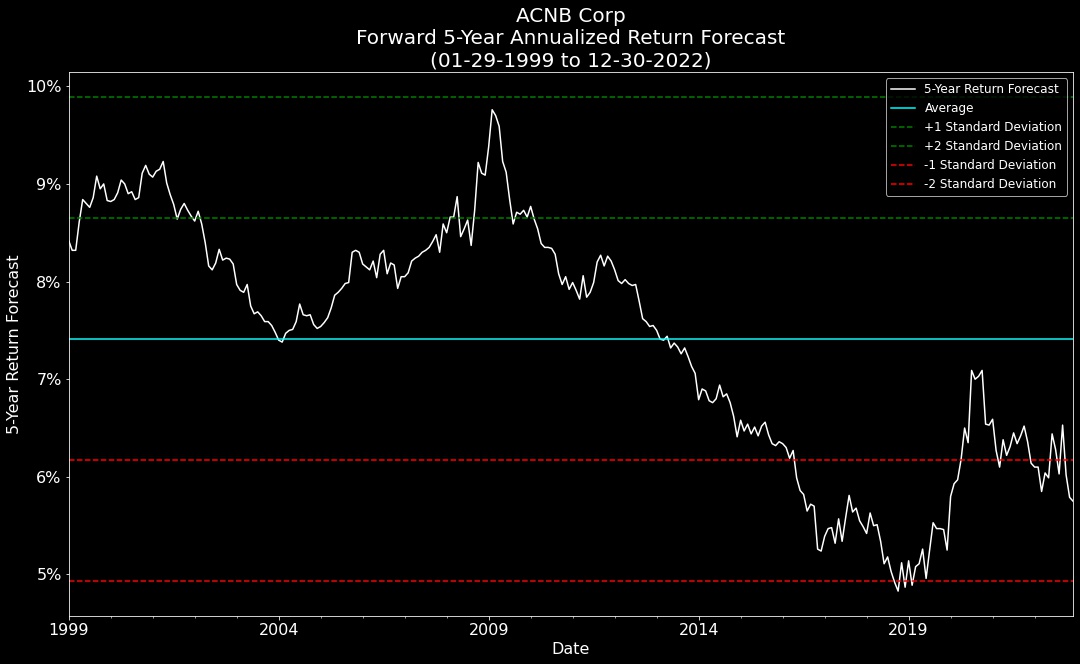 ACNB Corp
Forward 5-Year Annualized Return Forecast
(01-29-1999 to 12-30-2022)
5-Year Return Forecast
10%
9%
8%
7%
6%
5%
5-Year Return Forecast
Average
+1 Standard Deviation
+2 Standard Deviation
-1 Standard Deviation
-2 Standard Deviation
1999 2004 2009 2014 2019
Date